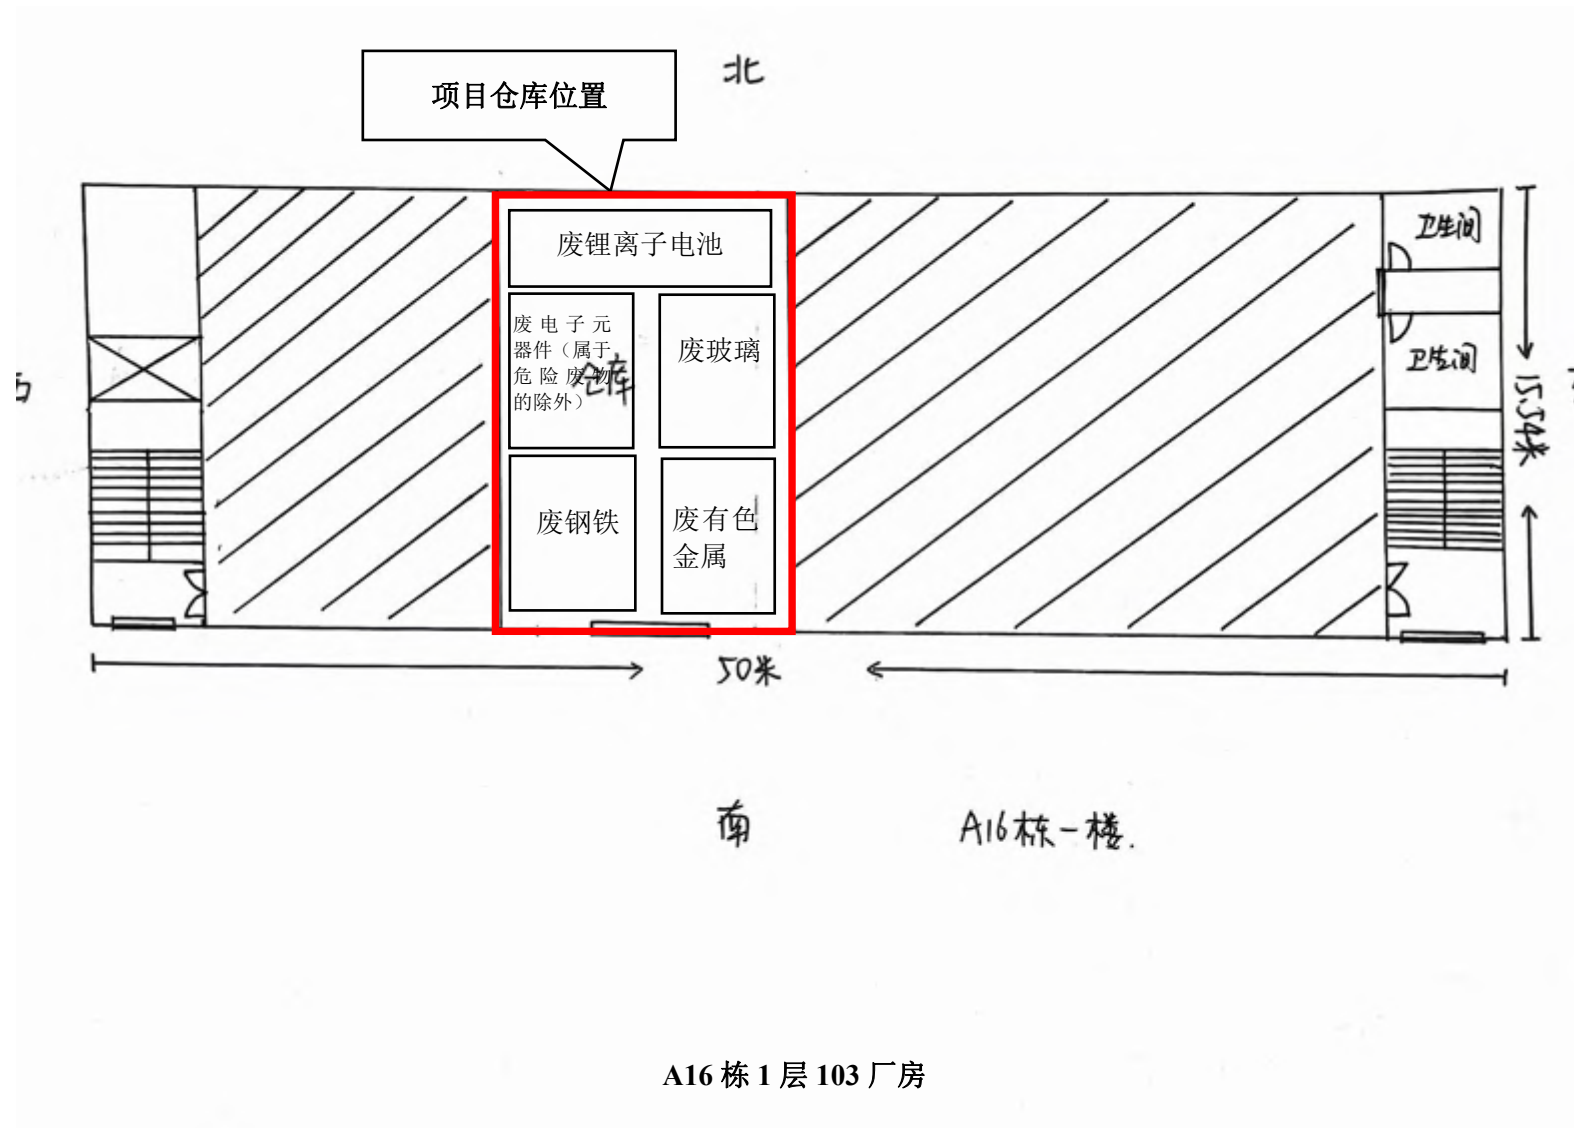 北
项目仓库位置
废锂离子电池
废电子元
器件（属于
危险废物
的除外）
仓库
废玻璃
废钢铁
废有色
金属
卫生间
卫生间
15.54米
50米
南
A16栋一楼.
A16 栋 1 层 103 厂房